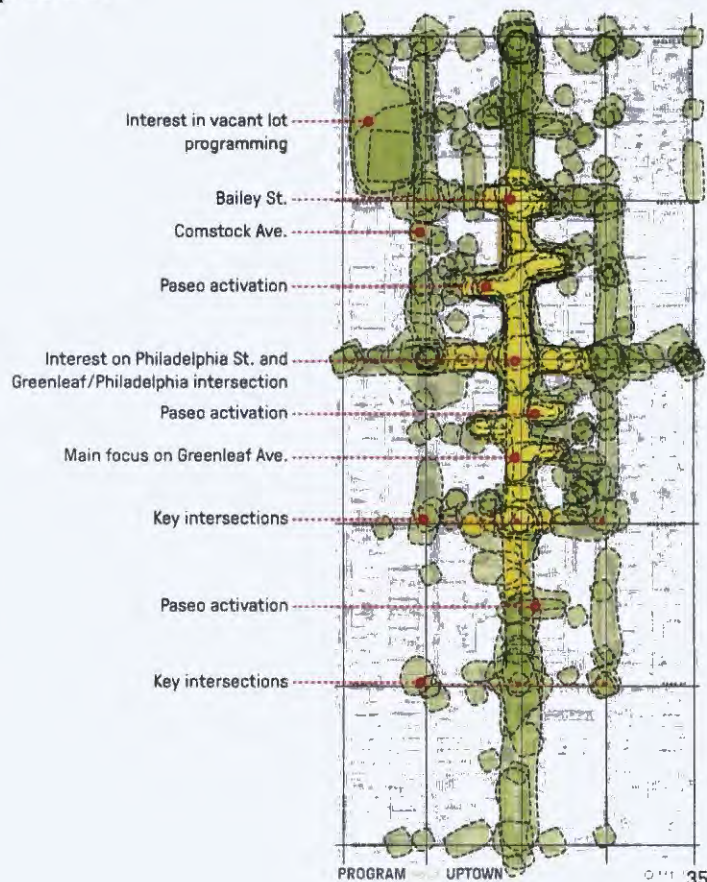 Interest in vacant lot
programming
Bailey St.
Comstock Ave.
Paseo activation
Interest on Philadelphia St. and
Greenleaf/Philadelphia intersection
Paseo activation
Main focus on Greenleaf Ave.
Key intersections
Paseo activation
Key intersections
PROGRAM UPTOWN 35